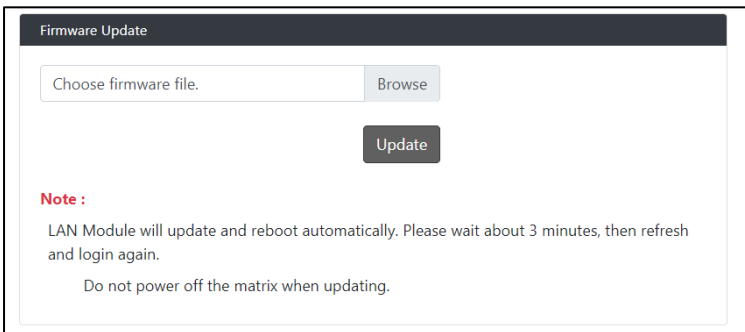 Firmware Update
Choose firmware file.
Browse
Update
Note :
LAN Module will update and reboot automatically. Please wait about 3 minutes, then refresh
and login again.
Do not power off the matrix when updating.